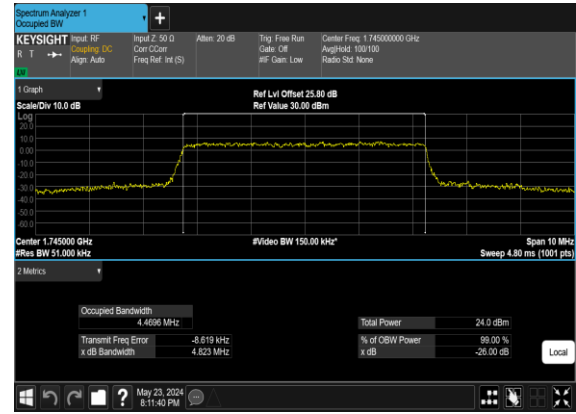 Spectrum Analyzer 1
Occupied BW
+
KEYSIGHT Input: RF Input Z: 50 Ω Atten: 20 dB Trig: Free Run Center Freq: 1.745000000 GHz
R T Coupling: DC Corr CCorr Gate: Off Avg|Hold: 100/100
Align: Auto Freq Ref: Int (S) #IF Gain: Low Radio Std: None
1 Graph
Ref Lvl Offset 25.80 dB
Scale/Div 10.0 dB Ref Value 30.00 dBm
Log
20.0
10.0
0.00
-10.0
-20.0
-30.0
-40.0
-50.0
-60.0
Center 1.745000 GHz #Video BW 150.00 kHz* Span 10 MHz
#Res BW 51.000 kHz Sweep 4.80 ms (1001 pts)
2 Metrics
Occupied Bandwidth
4.4696 MHz Total Power 24.0 dBm
Transmit Freq Error -8.619 kHz % of OBW Power 99.00 %
x dB Bandwidth 4.823 MHz x dB -26.00 dB
Local
? May 23, 2024
8:11:40 PM